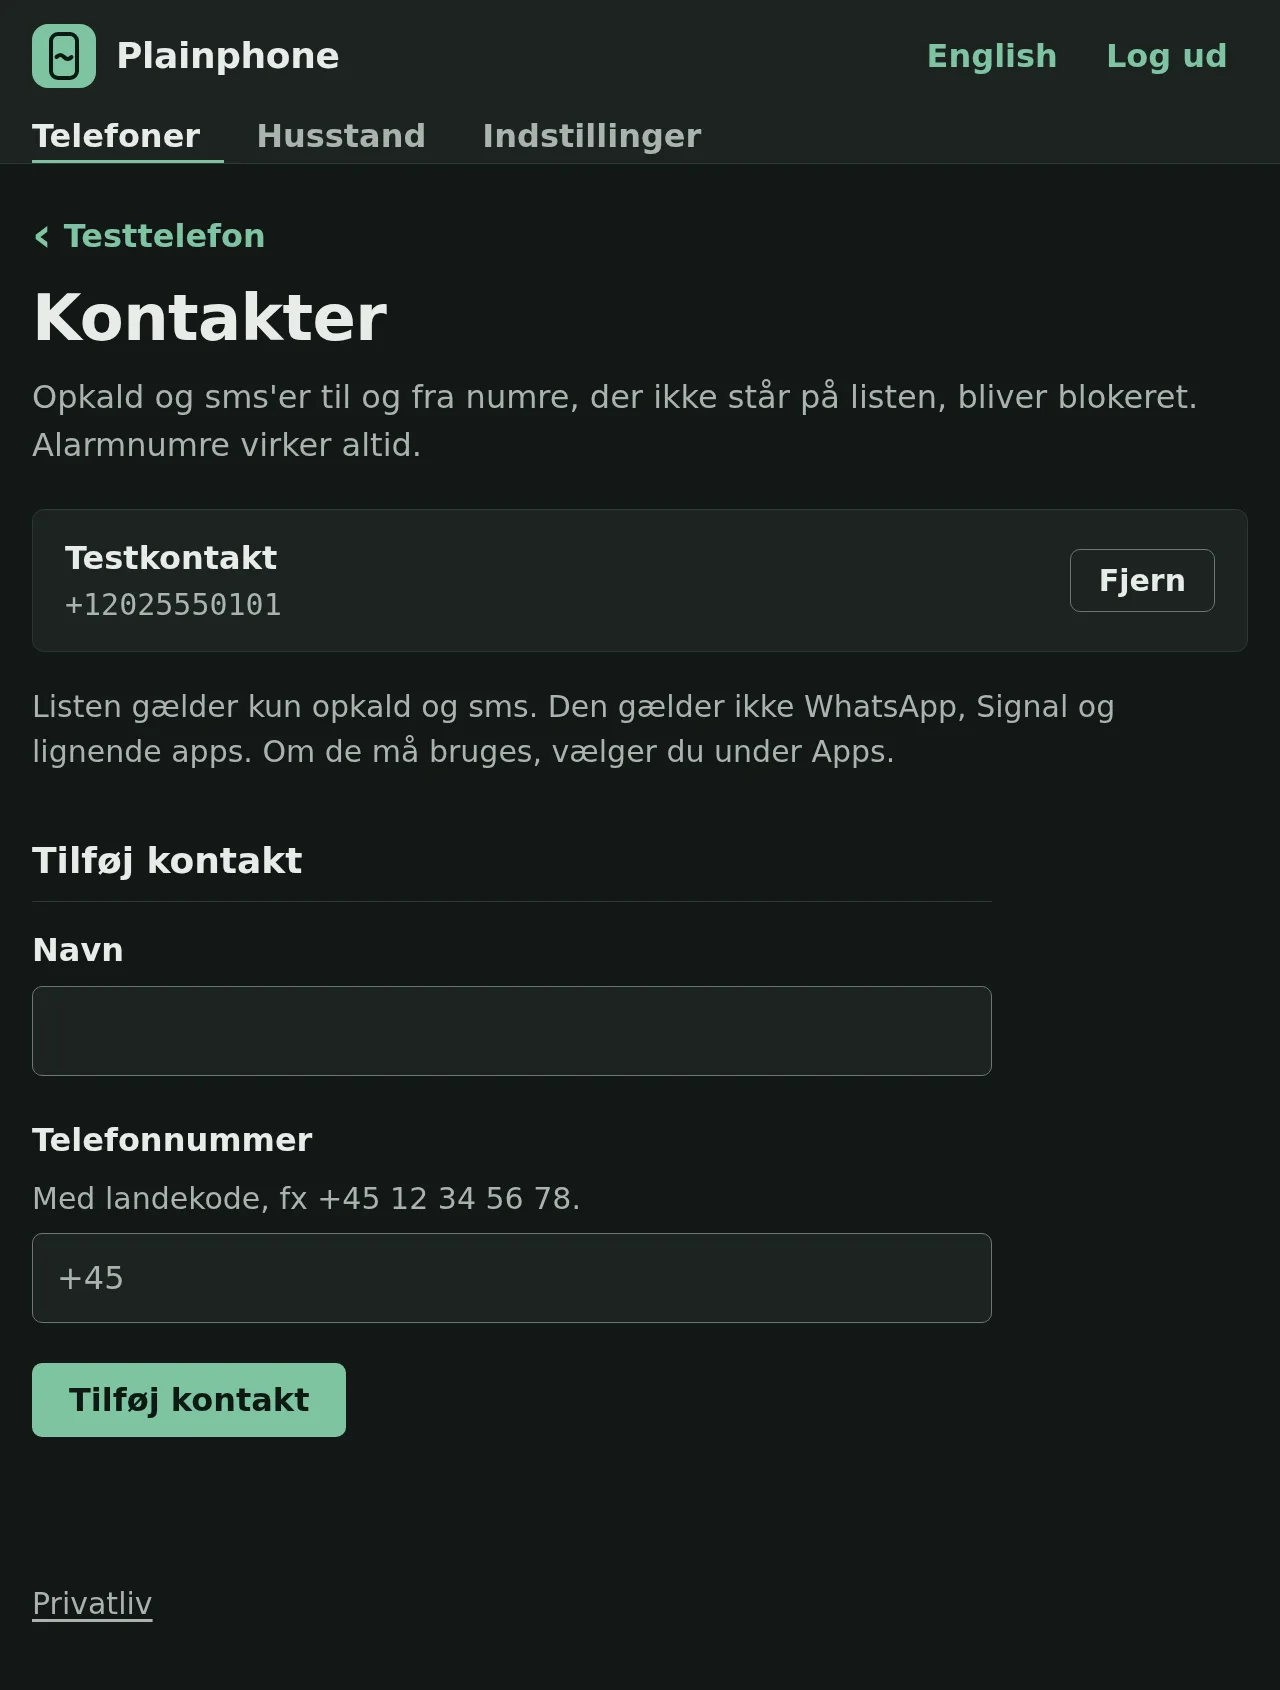 Plainphone
English
Log ud
Telefoner
Husstand
Indstillinger
‹ Testtelefon
Kontakter
Opkald og sms'er til og fra numre, der ikke står på listen, bliver blokeret.
Alarmnumre virker altid.
Testkontakt
+12025550101
Fjern
Listen gælder kun opkald og sms. Den gælder ikke WhatsApp, Signal og
lignende apps. Om de må bruges, vælger du under Apps.
Tilføj kontakt
Navn
Telefonnummer
Med landekode, fx +45 12 34 56 78.
+45
Tilføj kontakt
Privatliv